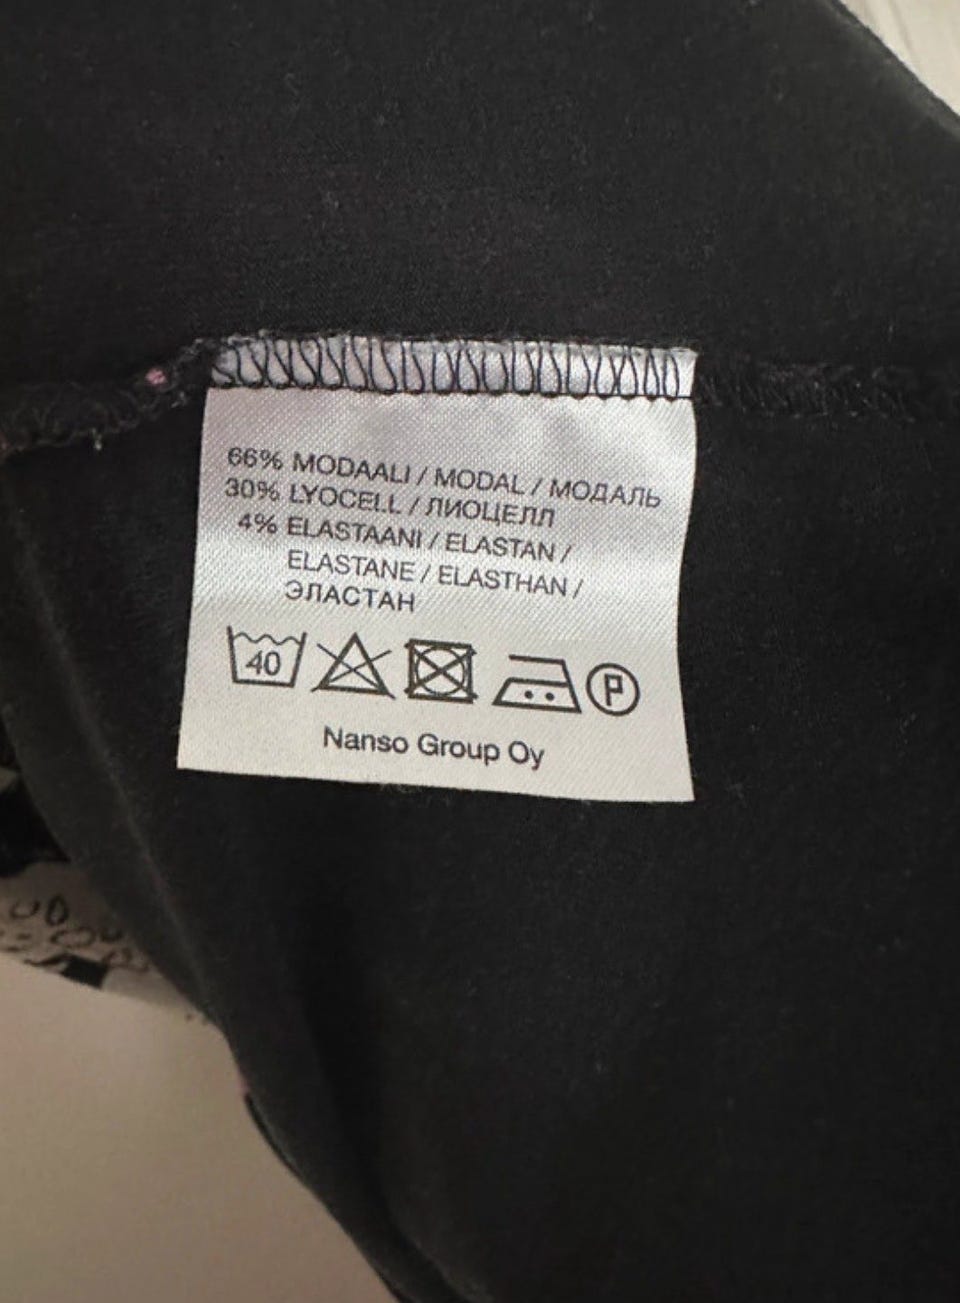 66% MODAALI / MODAL / МОДАЛЬ
30% LYOCELL / ЛИОЦЕЛЛ
4% ELASTAANI / ELASTAN /
ELASTANE / ELASTHAN /
ЭЛАСТАН
40 P
Nanso Group Oy